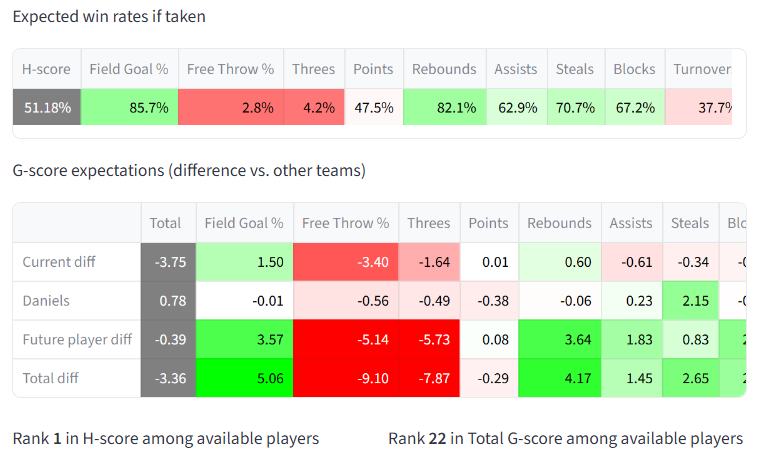 Expected win rates if taken
H-score Field Goal % Free Throw % Threes Points Rebounds Assists Steals Blocks Turnover
51.18% 85.7% 2.8% 4.2% 47.5% 82.1% 62.9% 70.7% 67.2% 37.7%
G-score expectations (difference vs. other teams)
Total Field Goal % Free Throw % Threes Points Rebounds Assists Steals Blo
Current diff -3.75 1.50 -3.40 -1.64 0.01 0.60 -0.61 -0.34 -0
Daniels 0.78 -0.01 -0.56 -0.49 -0.38 -0.06 0.23 2.15 -0
Future player diff -0.39 3.57 -5.14 -5.73 0.08 3.64 1.83 0.83 2
Total diff -3.36 5.06 -9.10 -7.87 -0.29 4.17 1.45 2.65 2
Rank 1 in H-score among available players Rank 22 in Total G-score among available players